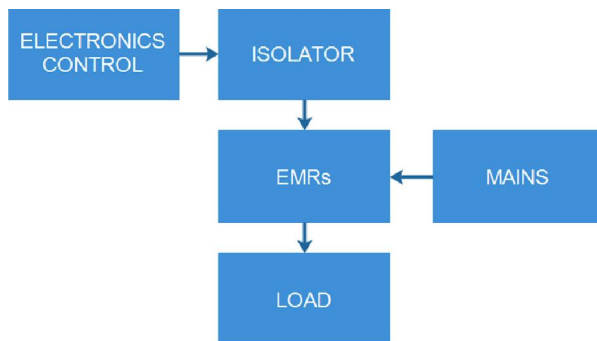 ELECTRONICS
CONTROL
ISOLATOR
EMRs
MAINS
LOAD